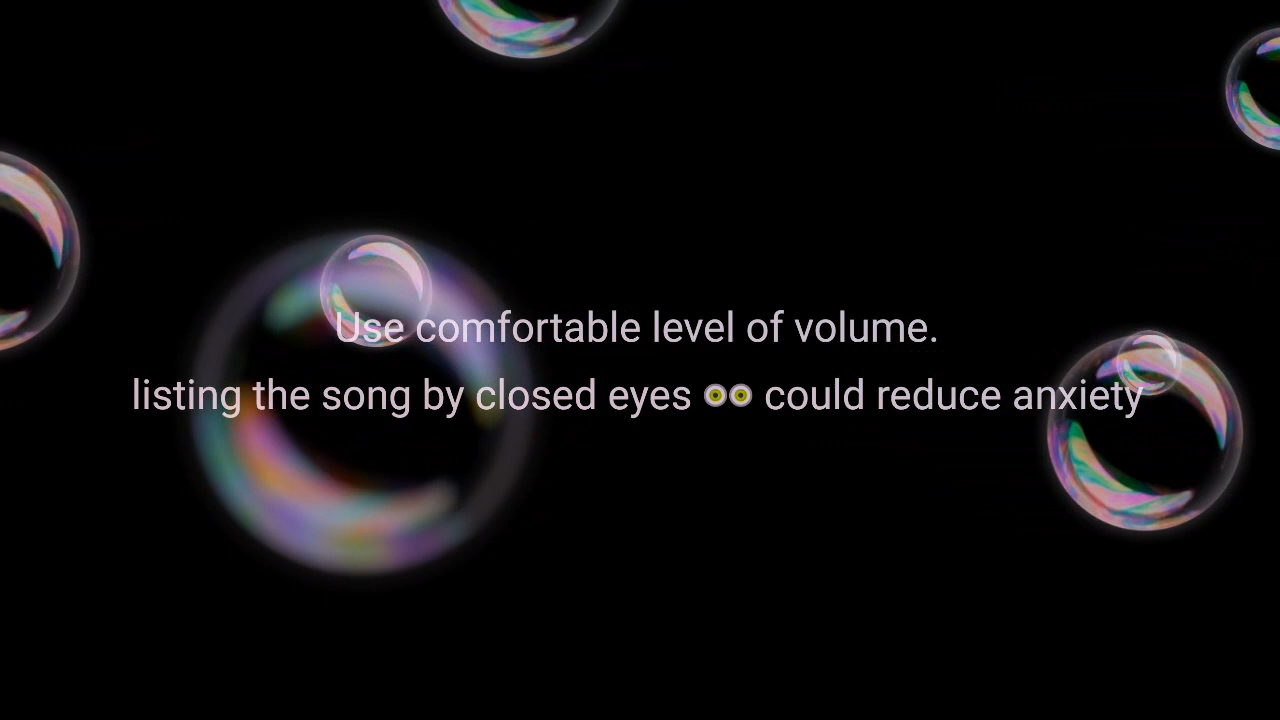 Use comfortable level of volume.
listing the song by closed eyes 👀 could reduce anxiety